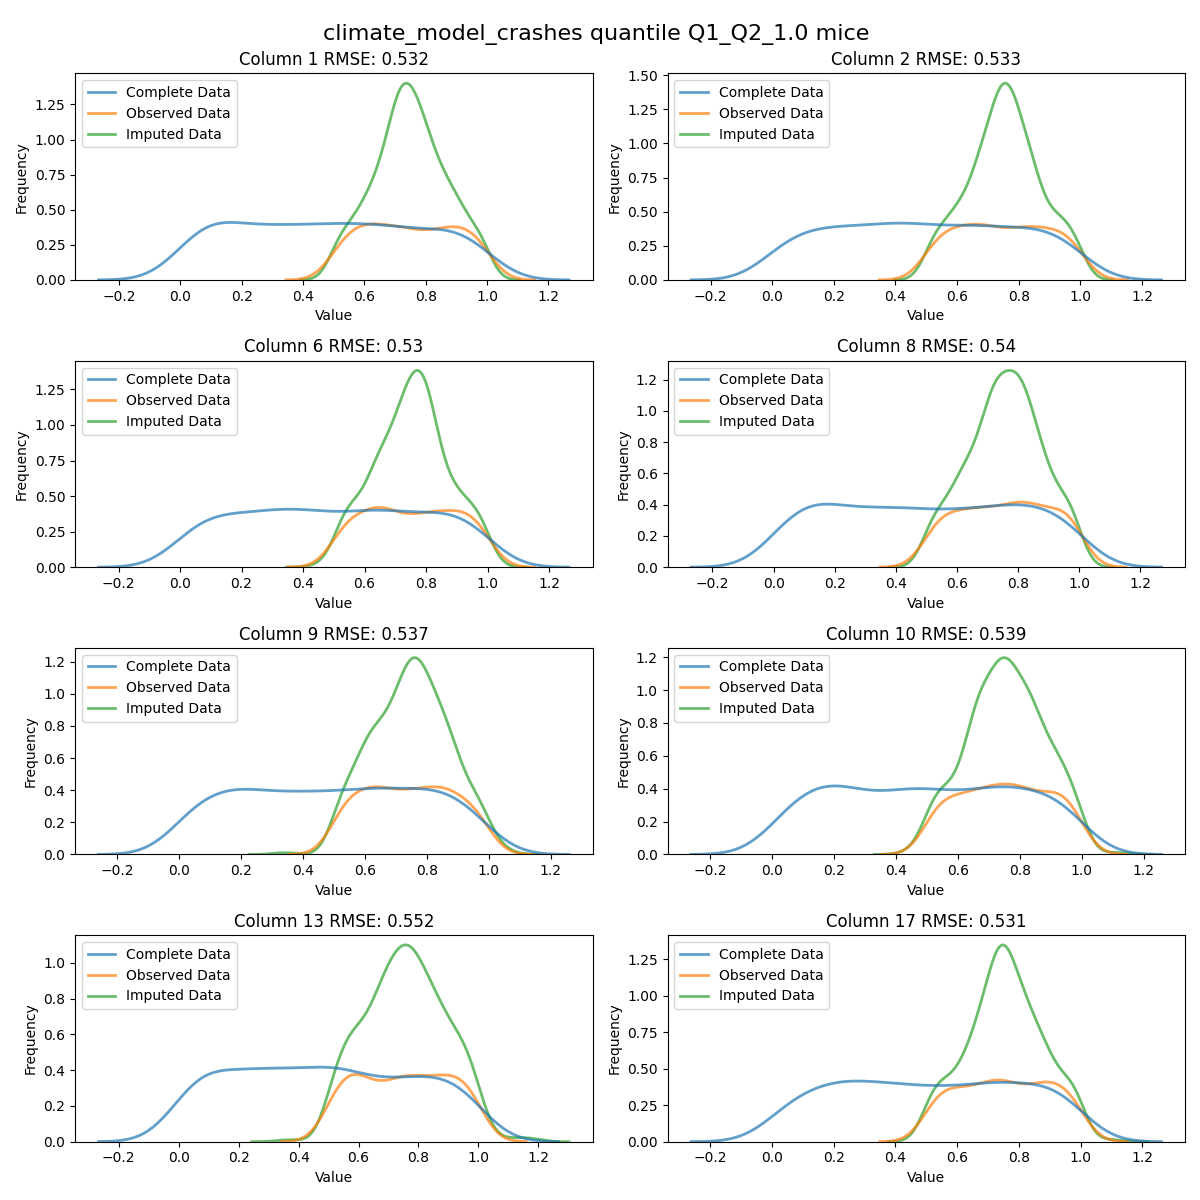 climate_model_crashes quantile Q1_Q2_1.0 mice
Column 1 RMSE: 0.532
Complete Data
Observed Data
Imputed Data
Frequency
1.25
1.00
0.75
0.50
0.25
0.00
−0.2 0.0 0.2 0.4 0.6 0.8 1.0 1.2
Value
Column 2 RMSE: 0.533
Complete Data
Observed Data
Imputed Data
Frequency
1.50
1.25
1.00
0.75
0.50
0.25
0.00
−0.2 0.0 0.2 0.4 0.6 0.8 1.0 1.2
Value
Column 6 RMSE: 0.53
Complete Data
Observed Data
Imputed Data
Frequency
1.25
1.00
0.75
0.50
0.25
0.00
−0.2 0.0 0.2 0.4 0.6 0.8 1.0 1.2
Value
Column 8 RMSE: 0.54
Complete Data
Observed Data
Imputed Data
Frequency
1.2
1.0
0.8
0.6
0.4
0.2
0.0
−0.2 0.0 0.2 0.4 0.6 0.8 1.0 1.2
Value
Column 9 RMSE: 0.537
Complete Data
Observed Data
Imputed Data
Frequency
1.2
1.0
0.8
0.6
0.4
0.2
0.0
−0.2 0.0 0.2 0.4 0.6 0.8 1.0 1.2
Value
Column 10 RMSE: 0.539
Complete Data
Observed Data
Imputed Data
Frequency
1.2
1.0
0.8
0.6
0.4
0.2
0.0
−0.2 0.0 0.2 0.4 0.6 0.8 1.0 1.2
Value
Column 13 RMSE: 0.552
Complete Data
Observed Data
Imputed Data
Frequency
1.0
0.8
0.6
0.4
0.2
0.0
−0.2 0.0 0.2 0.4 0.6 0.8 1.0 1.2
Value
Column 17 RMSE: 0.531
Complete Data
Observed Data
Imputed Data
Frequency
1.25
1.00
0.75
0.50
0.25
0.00
−0.2 0.0 0.2 0.4 0.6 0.8 1.0 1.2
Value